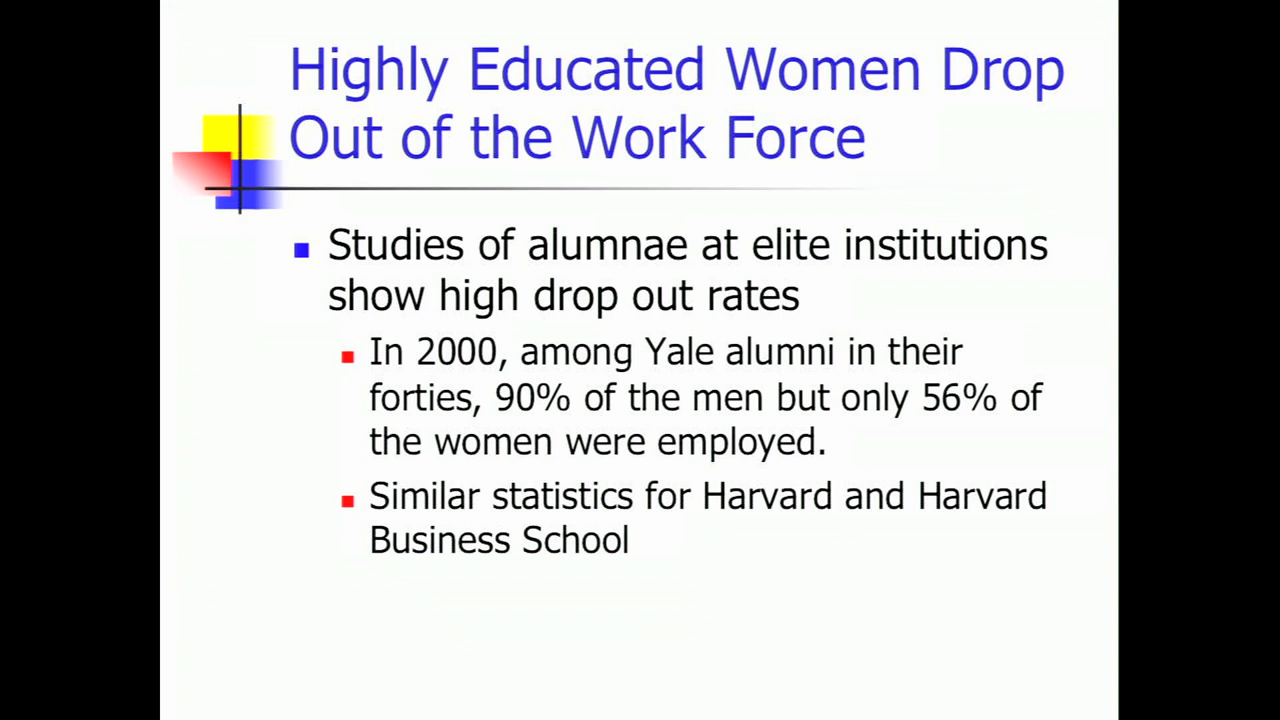 Highly Educated Women Drop
Out of the Work Force
Studies of alumnae at elite institutions
show high drop out rates
In 2000, among Yale alumni in their
forties, 90% of the men but only 56% of
the women were employed.
Similar statistics for Harvard and Harvard
Business School